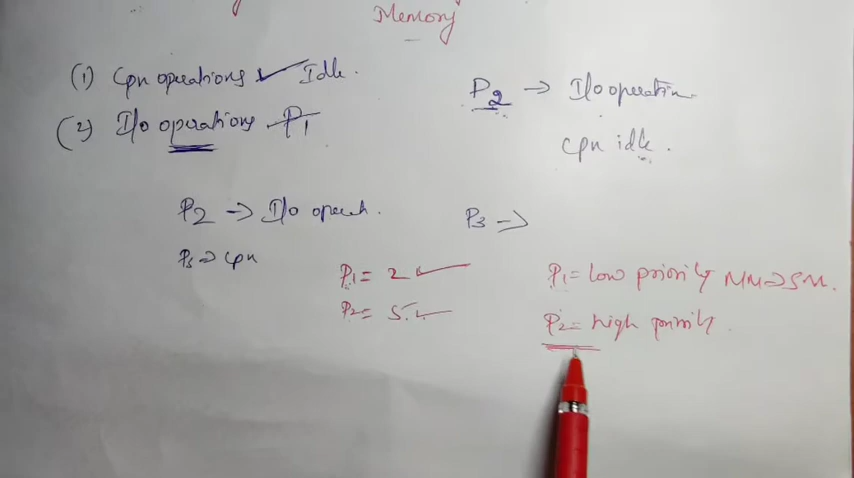 Memory
(1) Cpu operations ✓ Idle.
P2 → I/o operation
(2) I/o operations P1
cpu idle.
P2 → I/o operat.
P3 →
P3 ⇒ cpu
P1 = 2
P1 = low priority MM⇒SM.
P2 = 5
P2 = high priority